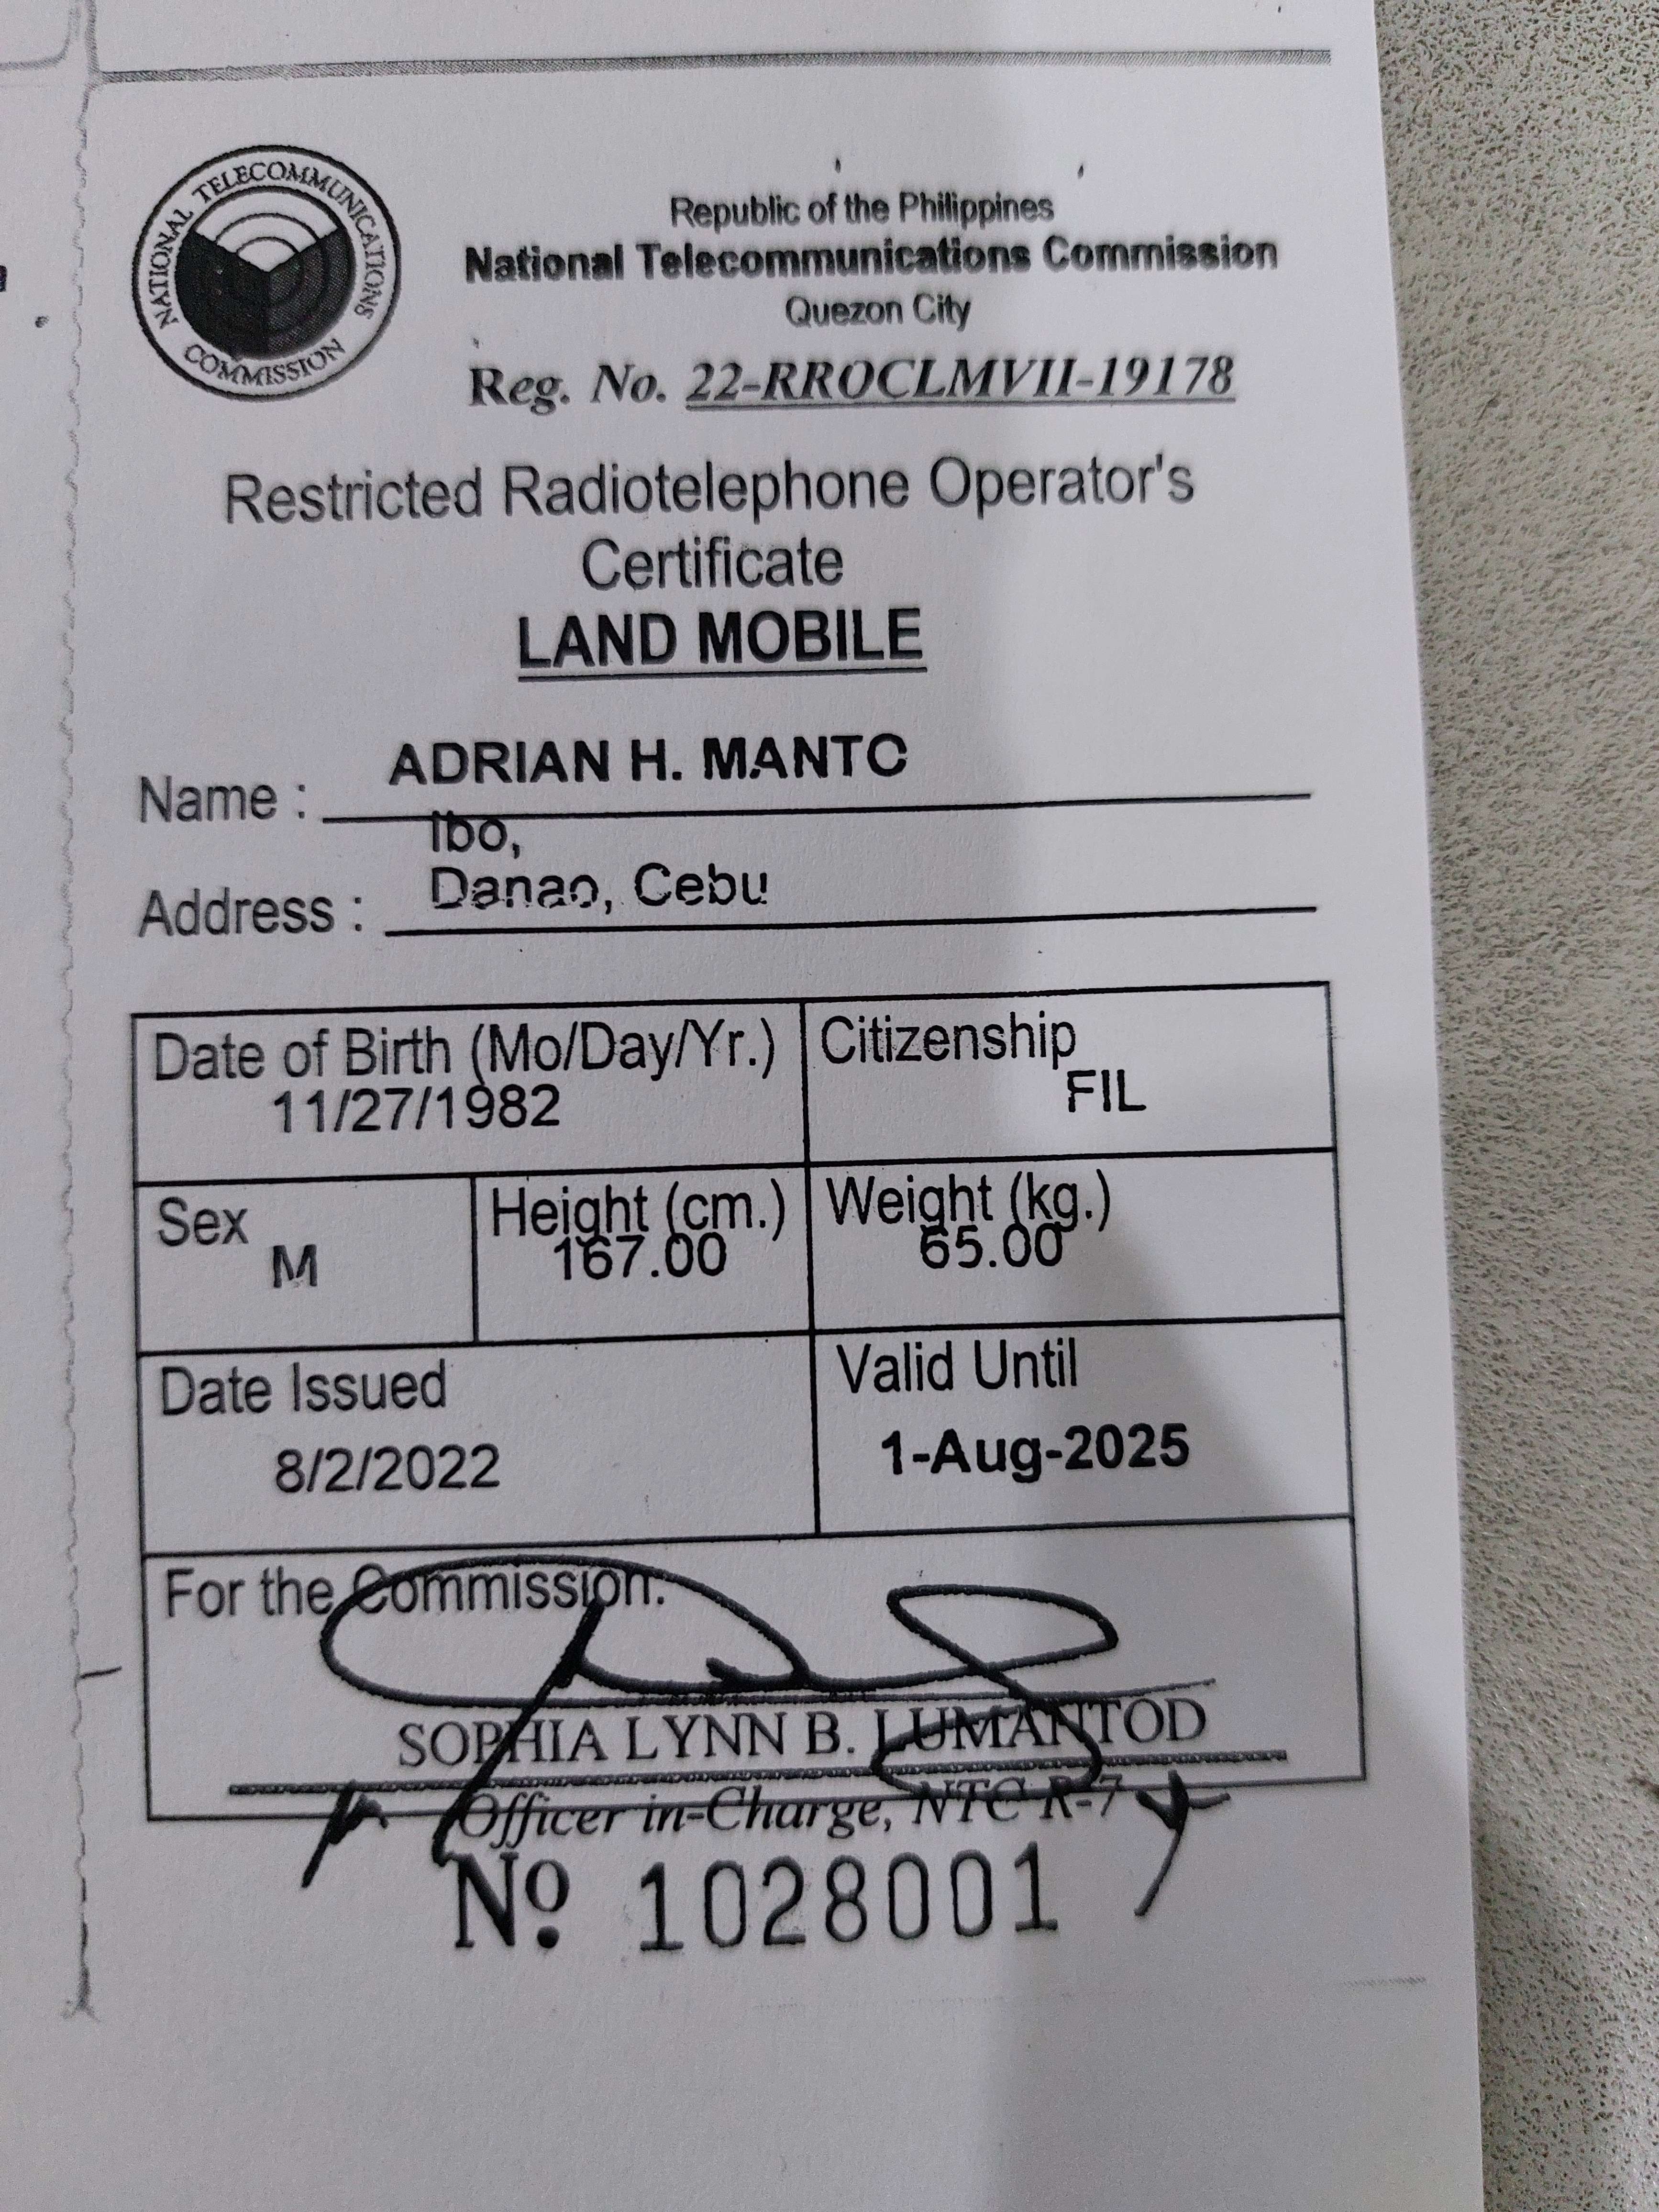 NATIONAL TELECOMMUNICATIONS COMMISSION
Republic of the Philippines
National Telecommunications Commission
Quezon City
Reg. No. 22-RROCLMVII-19178
Restricted Radiotelephone Operator's
Certificate
LAND MOBILE
Name : ADRIAN H. MANTC
Ibo,
Address : Danao, Cebu
Date of Birth (Mo/Day/Yr.) Citizenship
11/27/1982 FIL
Sex Height (cm.) Weight (kg.)
M 167.00 65.00
Date Issued Valid Until
8/2/2022 1-Aug-2025
For the Commission:
SOPHIA LYNN B. LUMANTOD
Officer in-Charge, NTC R-7
Nº 1028001